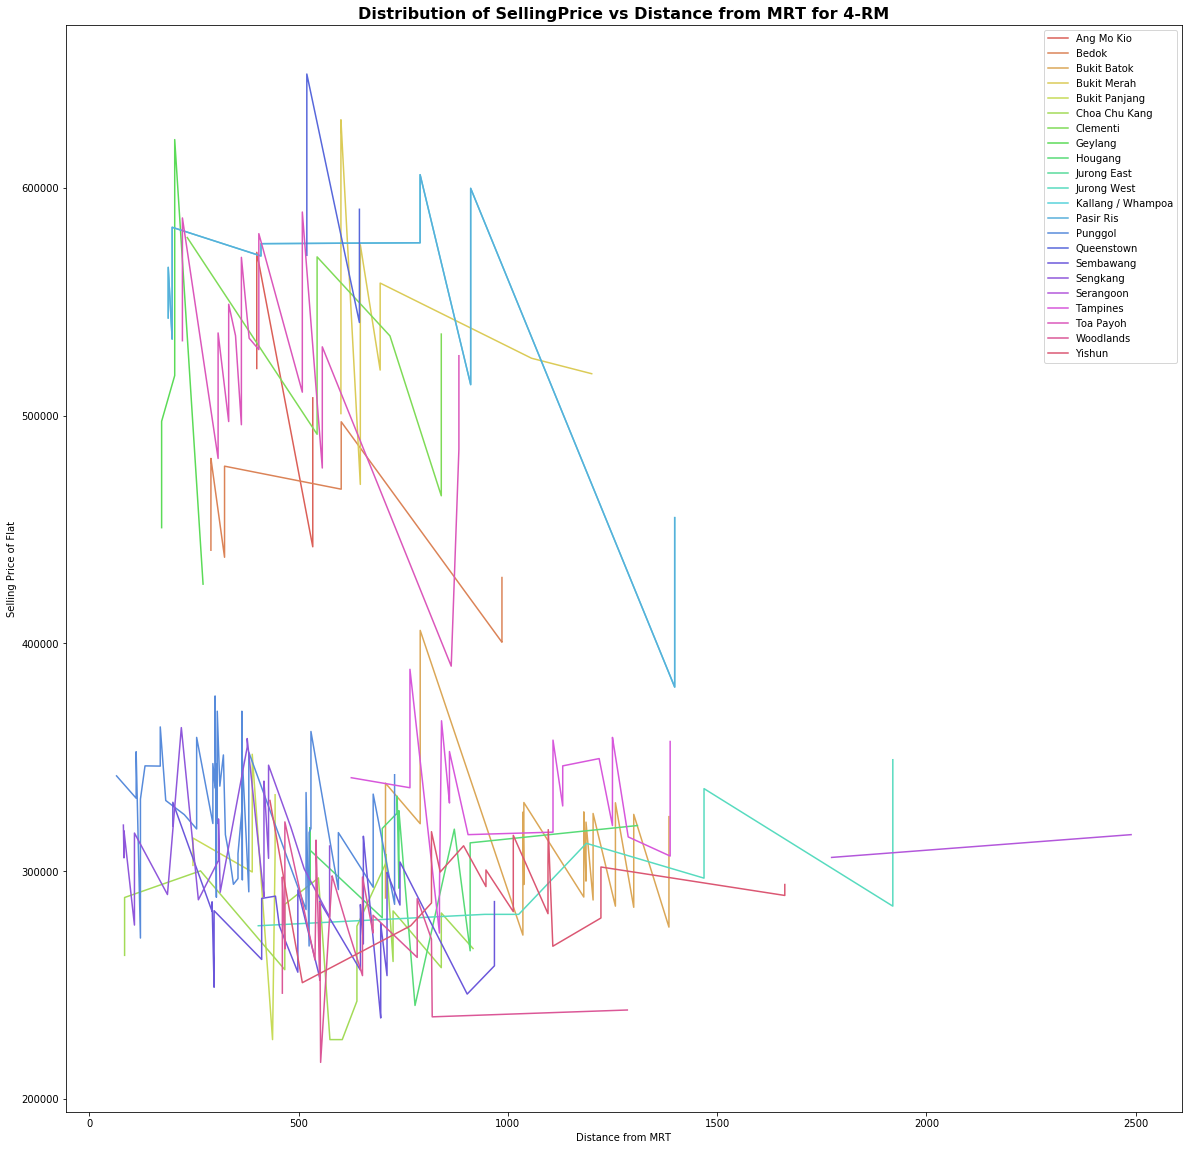 Distribution of SellingPrice vs Distance from MRT for 4-RM
Ang Mo Kio
Bedok
Bukit Batok
Bukit Merah
Bukit Panjang
Choa Chu Kang
Clementi
Geylang
Hougang
Jurong East
Jurong West
Kallang / Whampoa
Pasir Ris
Punggol
Queenstown
Sembawang
Sengkang
Serangoon
Tampines
Toa Payoh
Woodlands
Yishun
600000
500000
400000
300000
200000
Selling Price of Flat
0 500 1000 1500 2000 2500
Distance from MRT